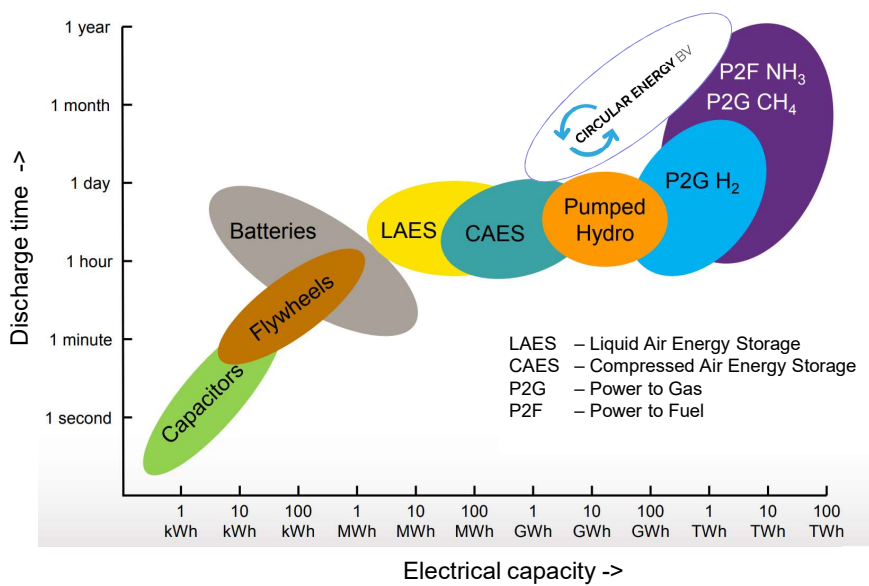 1 year
1 month
1 day
1 hour
1 minute
1 second
Discharge time ->
CIRCULAR ENERGY BV
P2F NH₃
P2G CH₄
P2G H₂
Batteries
LAES
CAES
Pumped
Hydro
Flywheels
Capacitors
LAES – Liquid Air Energy Storage
CAES – Compressed Air Energy Storage
P2G – Power to Gas
P2F – Power to Fuel
1 10 100 1 10 100 1 10 100 1 10 100
kWh kWh kWh MWh MWh MWh GWh GWh GWh TWh TWh TWh
Electrical capacity ->